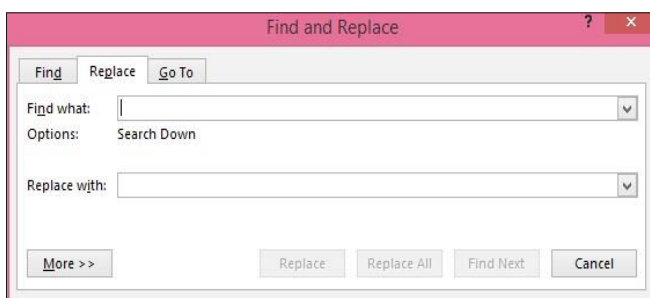 Find and Replace ? ×
Find Replace Go To
Find what:
Options: Search Down
Replace with:
More >> Replace Replace All Find Next Cancel